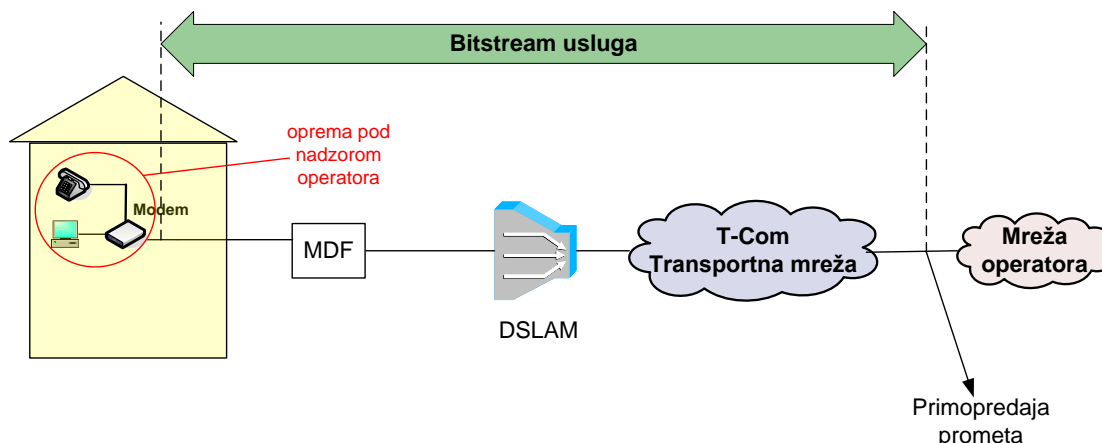 Bitstream usluga
oprema pod
nadzorom
operatora
Modem
MDF
DSLAM
T-Com
Transportna mreža
Mreža
operatora
Primopredaja
prometa